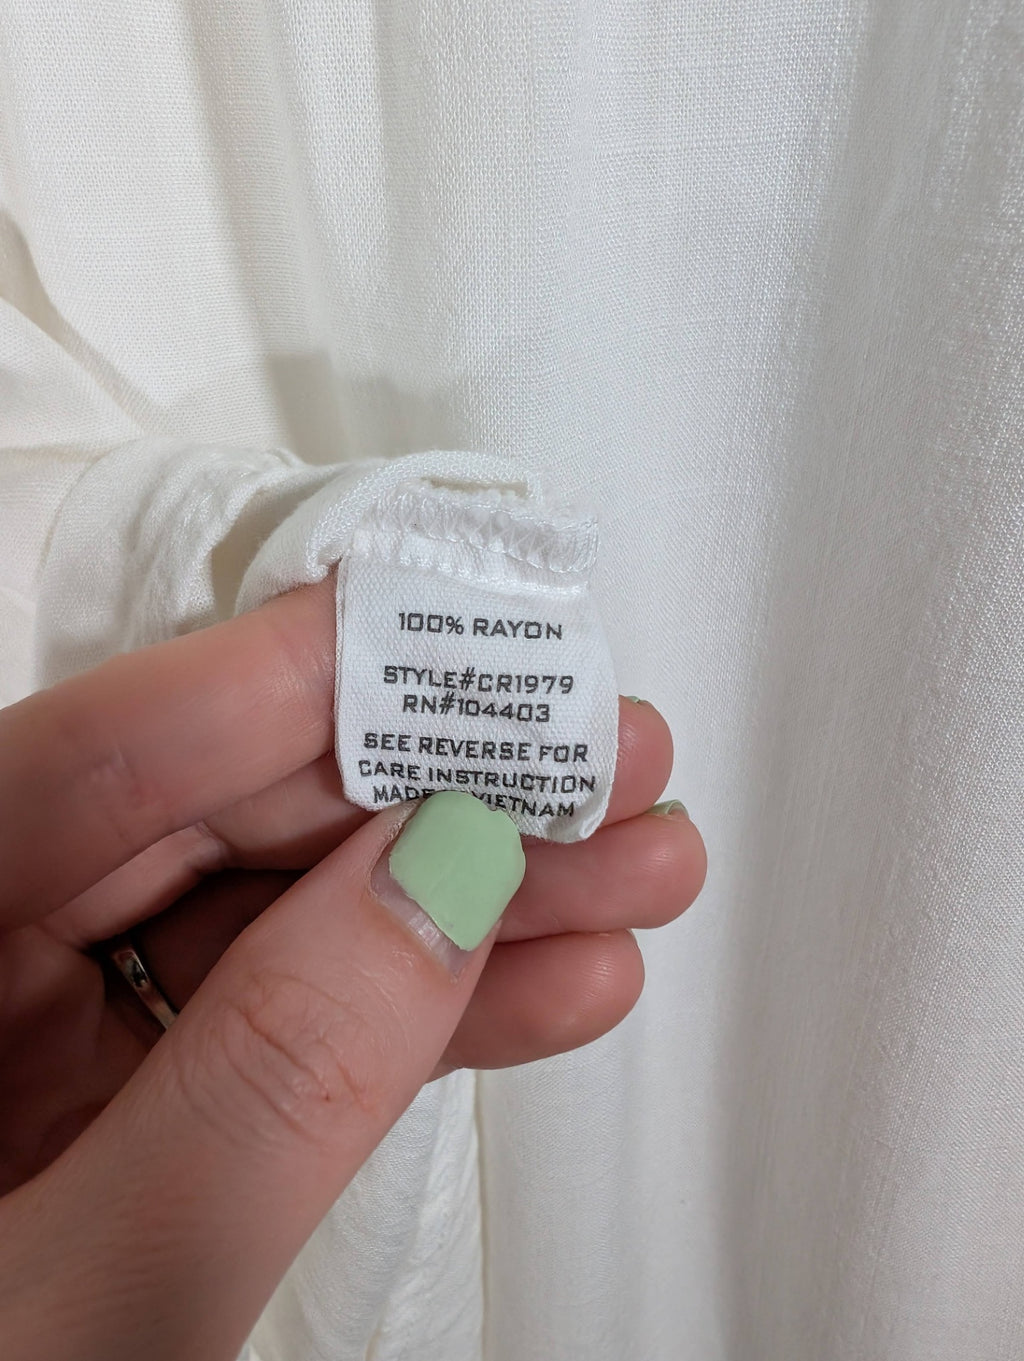 100% RAYON
STYLE#CR1979
RN#104403
SEE REVERSE FOR
CARE INSTRUCTION
MADE VIETNAM